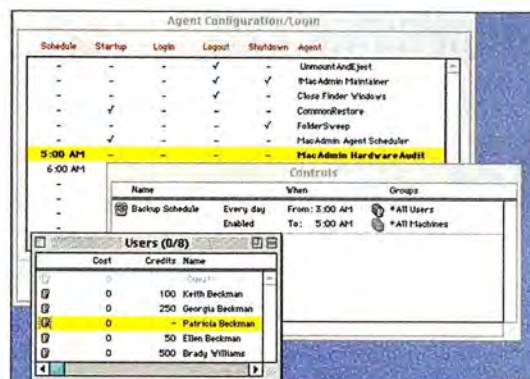 Agent Configuration/Login
Schedule Startup Login Logout Shutdown Agent
- - - √ - UnmountAndEject
- - - √ √ !MacAdmin Maintainer
- - - √ - Close Finder Windows
- √ - - - CommonRestore
- - - - √ FolderSweep
- √ - - - MacAdmin Agent Scheduler
5:00 AM - - - - MacAdmin HardwareAudit
6:00 AM
-
-
-
Controls
Name When Groups
Backup Schedule Every day From: 3:00 AM *All Users
Enabled To: 5:00 AM *All Machines
Users (0/8)
Cost Credits Name
0 - <Guest>
0 100 Keith Beckman
0 250 Georgia Beckman
0 - Patricia Beckman
0 50 Ellen Beckman
0 500 Brady Williams